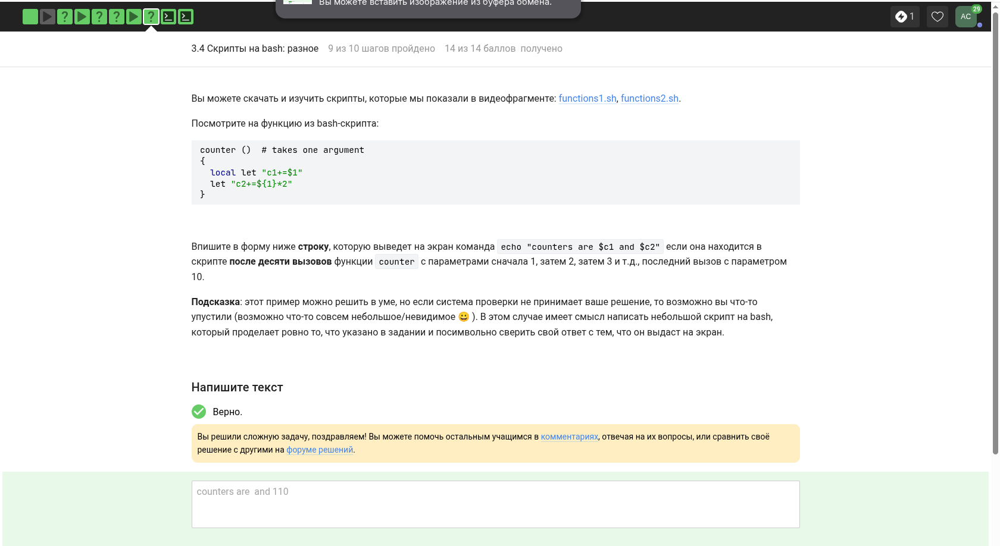 Вы можете вставить изображение из буфера обмена.
1
29
AC
3.4 Скрипты на bash: разное 9 из 10 шагов пройдено 14 из 14 баллов получено
Вы можете скачать и изучить скрипты, которые мы показали в видеофрагменте: functions1.sh, functions2.sh.
Посмотрите на функцию из bash-скрипта:
counter ()  # takes one argument
{
  local let "c1+=$1"
  let "c2+=${1}*2"
}
Впишите в форму ниже строку, которую выведет на экран команда echo "counters are $c1 and $c2" если она находится в
скрипте после десяти вызовов функции counter с параметрами сначала 1, затем 2, затем 3 и т.д., последний вызов с параметром
10.
Подсказка: этот пример можно решить в уме, но если система проверки не принимает ваше решение, то возможно вы что-то
упустили (возможно что-то совсем небольшое/невидимое 😀 ). В этом случае имеет смысл написать небольшой скрипт на bash,
который проделает ровно то, что указано в задании и посимвольно сверить свой ответ с тем, что он выдаст на экран.
Напишите текст
Верно.
Вы решили сложную задачу, поздравляем! Вы можете помочь остальным учащимся в комментариях, отвечая на их вопросы, или сравнить своё
решение с другими на форуме решений.
counters are  and 110